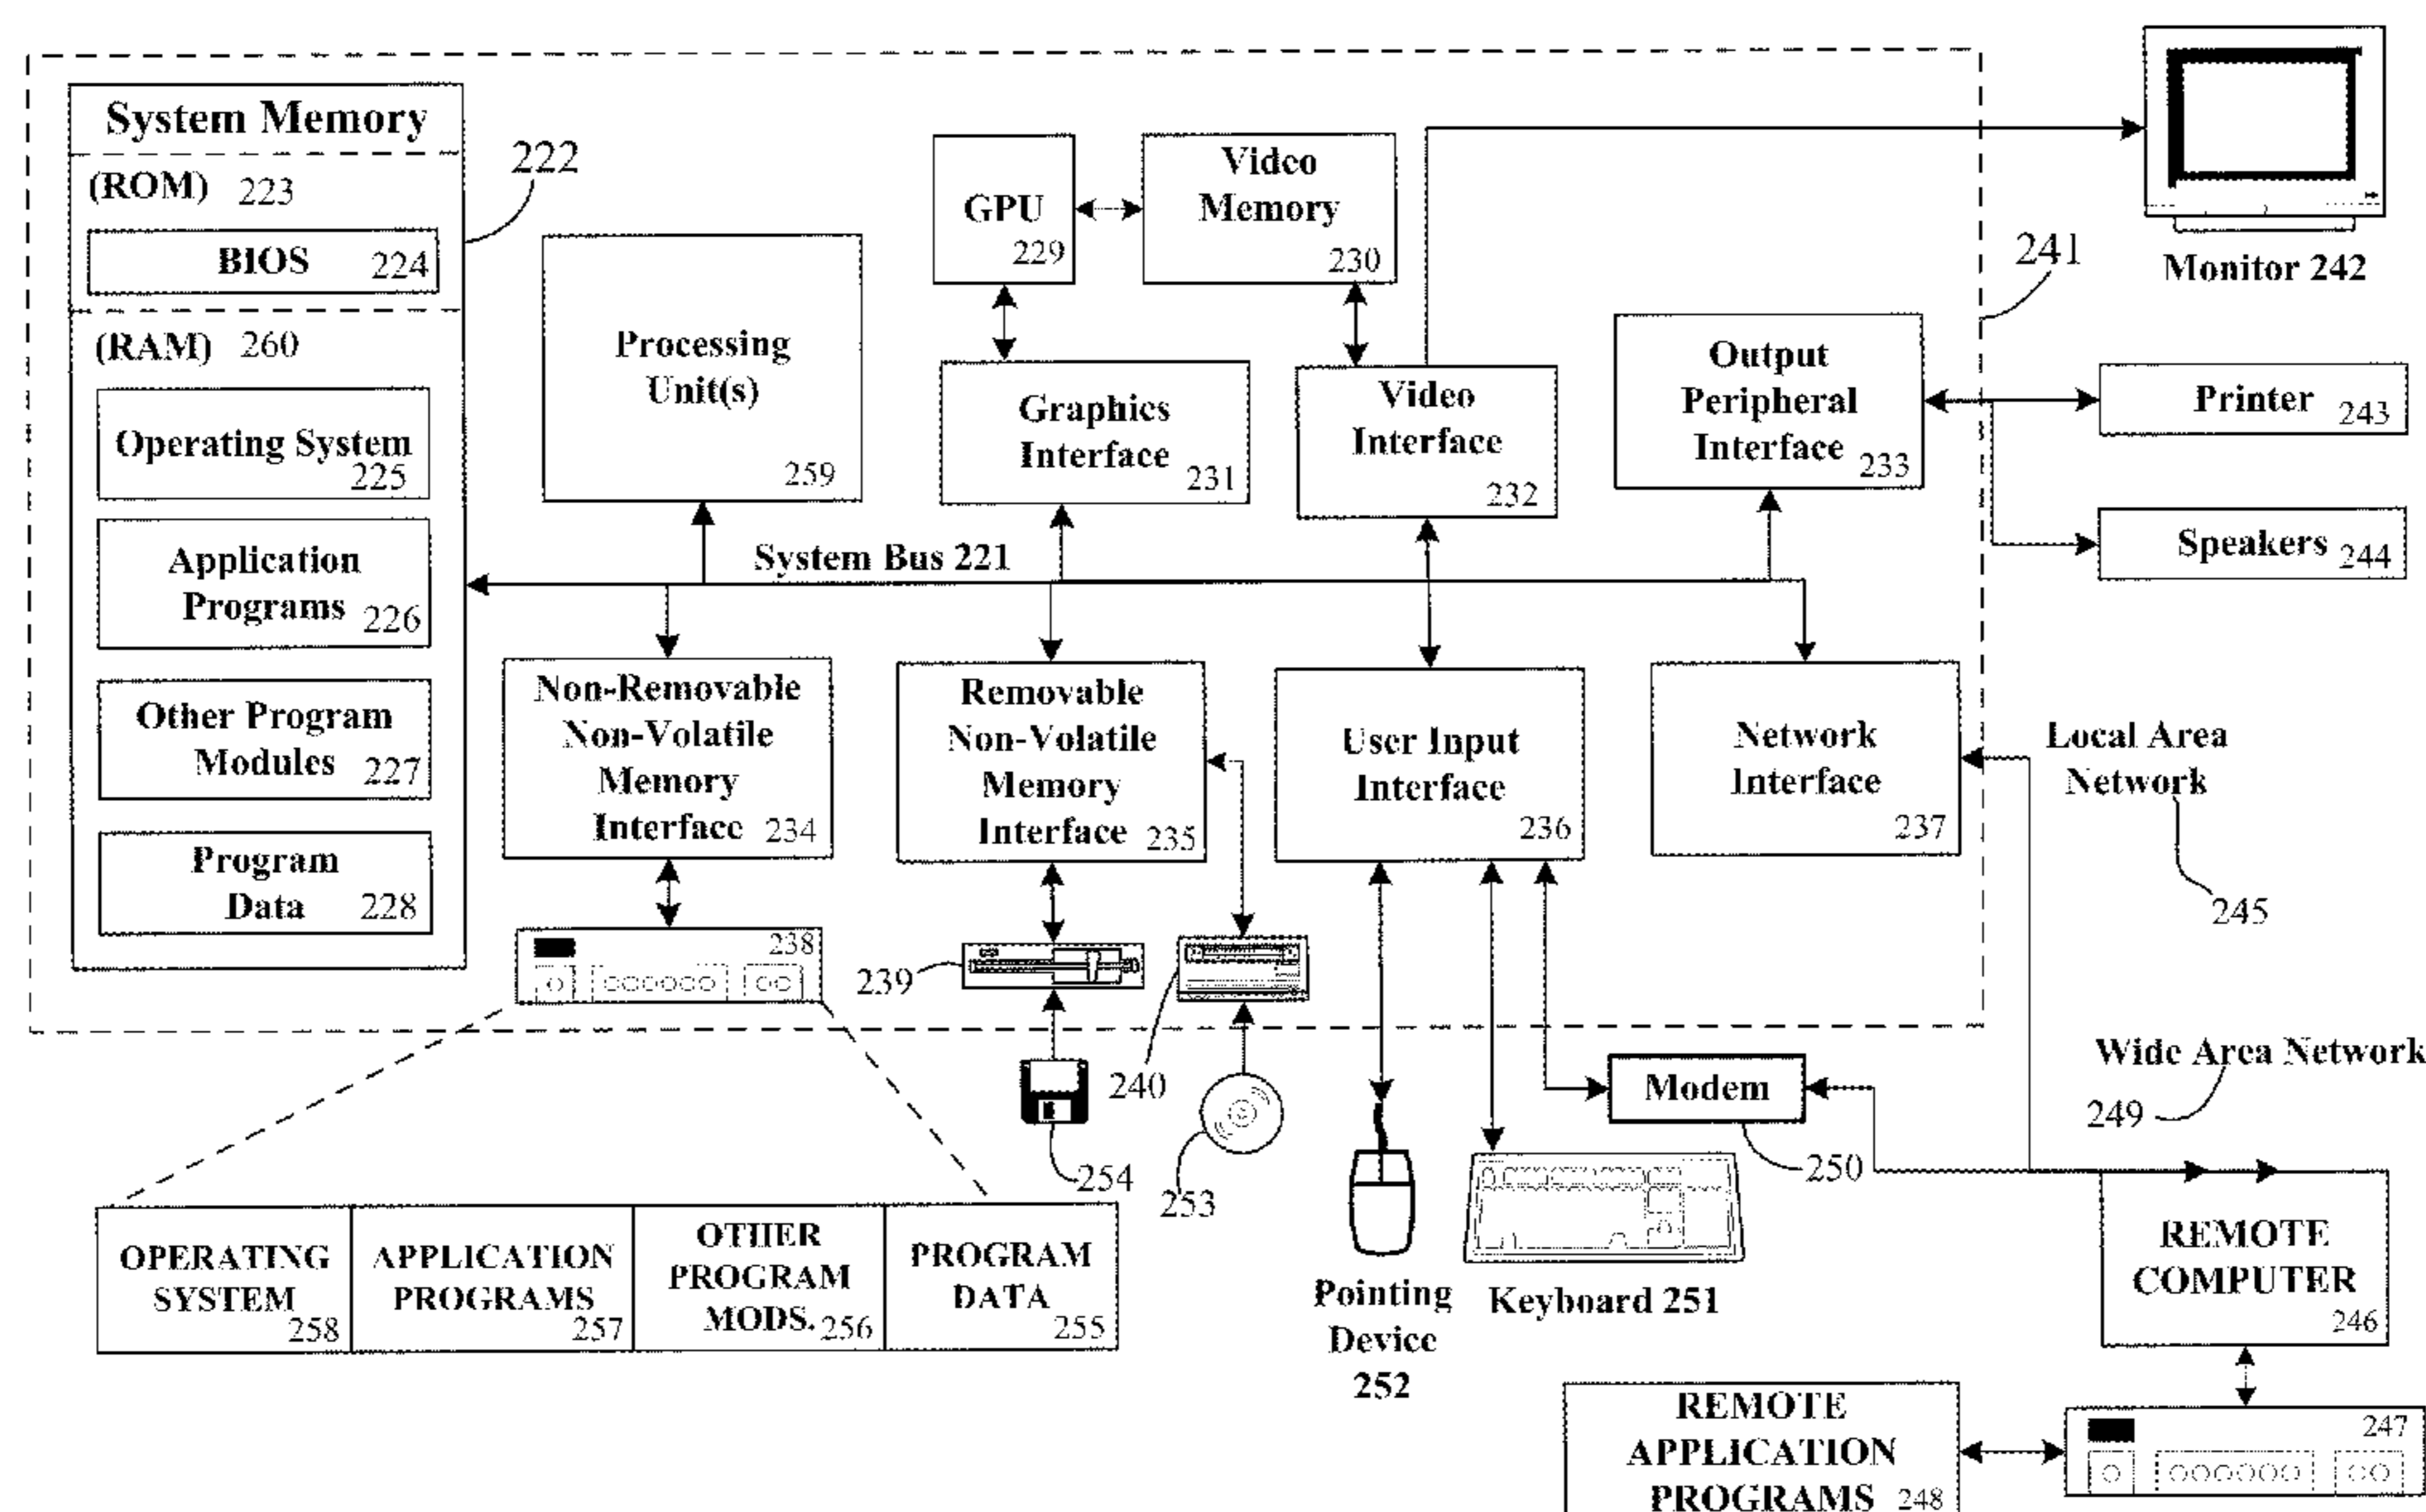 System Memory
(ROM) 223
BIOS 224
222
(RAM) 260
Operating System
225
Application
Programs 226
Other Program
Modules 227
Program
Data 228
Processing
Unit(s)
259
GPU
229
Video
Memory
230
Graphics
Interface
231
Video
Interface
232
Output
Peripheral
Interface
233
241
Monitor 242
Printer 243
Speakers 244
System Bus 221
Non-Removable
Non-Volatile
Memory
Interface 234
Removable
Non-Volatile
Memory
Interface 235
User Input
Interface
236
Network
Interface
237
Local Area
Network
245
238
239
240
254
253
Modem
250
Wide Area Network
249
OPERATING
SYSTEM
258
APPLICATION
PROGRAMS
257
OTHER
PROGRAM
MODS. 256
PROGRAM
DATA
255
Pointing
Device
252
Keyboard 251
REMOTE
COMPUTER
246
247
REMOTE
APPLICATION
PROGRAMS 248